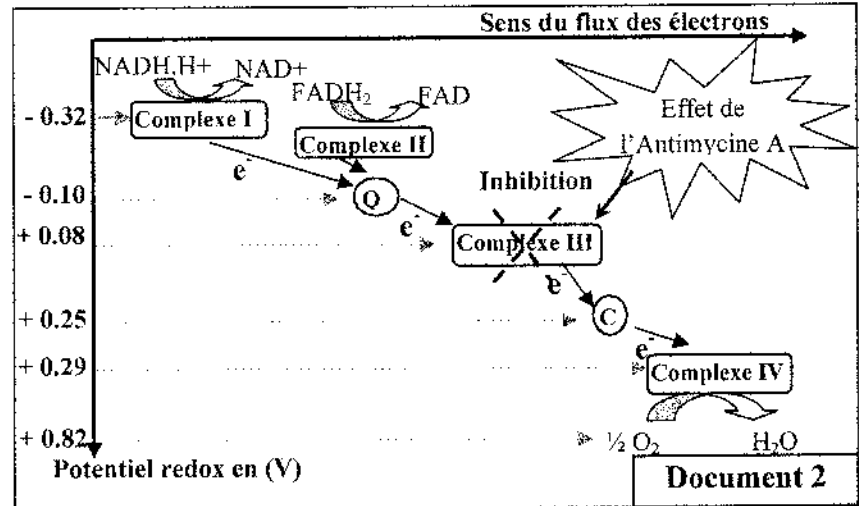 Sens du flux des électrons
NADH.H+ NAD+
FADH₂ FAD
Effet de
l'Antimycine A
- 0.32
Complexe I
Complexe II
e⁻
Inhibition
- 0.10
Q
e⁻
+ 0.08
Complexe III
e⁻
+ 0.25
C
e⁻
+ 0.29
Complexe IV
+ 0.82
½ O₂ H₂O
Potentiel redox en (V)
Document 2